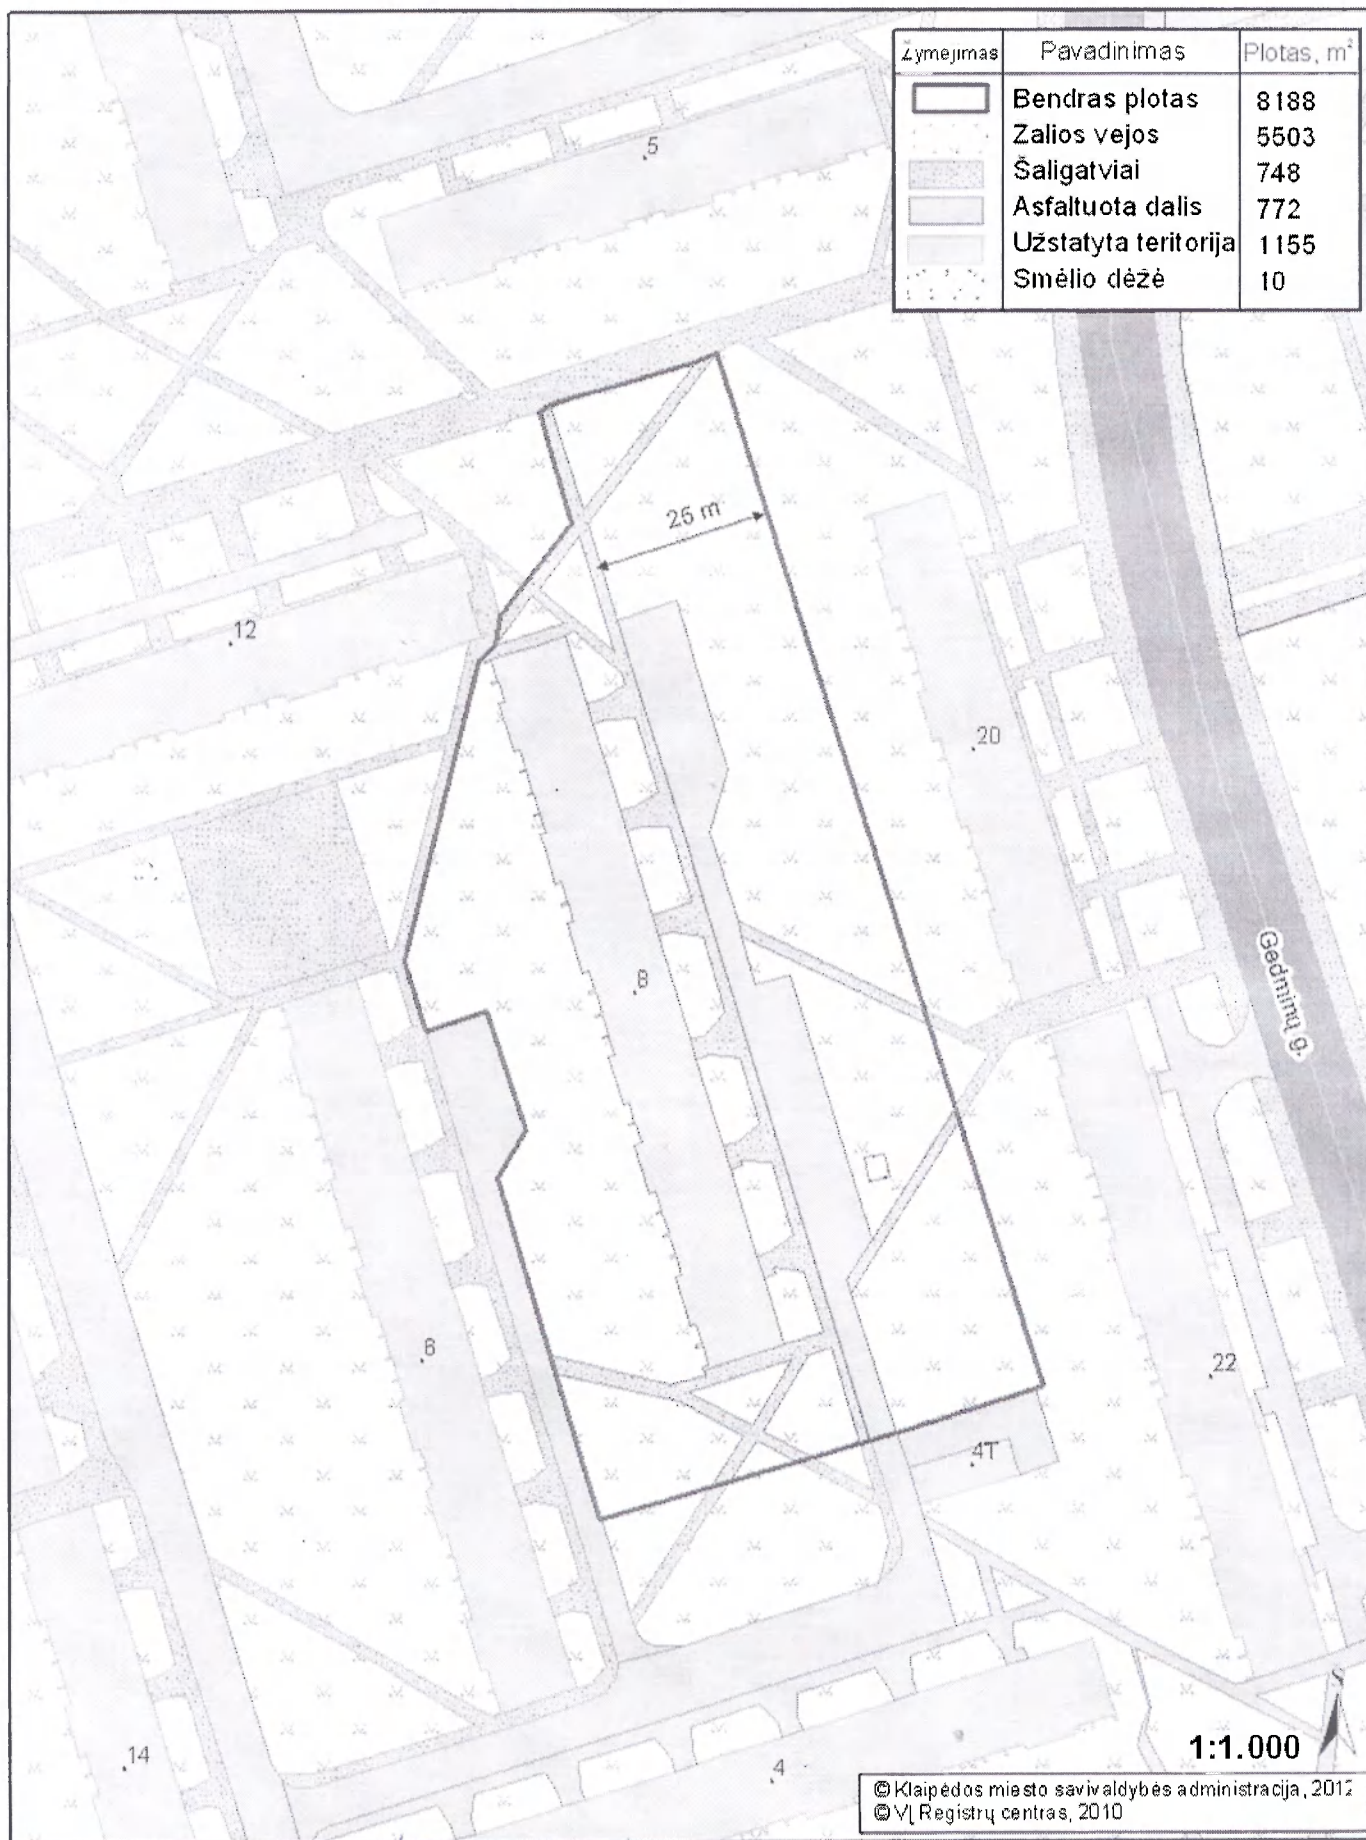 Žymėjimas Pavadinimas Plotas, m²
Bendras plotas 8188
Žalios vejos 5503
Šaligatviai 748
Asfaltuota dalis 772
Užstatyta teritorija 1155
Smėlio dėžė 10
5
25 m
12
20
8
Gedminų g.
6
22
4T
14
4
S
1:1.000
© Klaipėdos miesto savivaldybės administracija, 2012
© VĮ Registrų centras, 2010